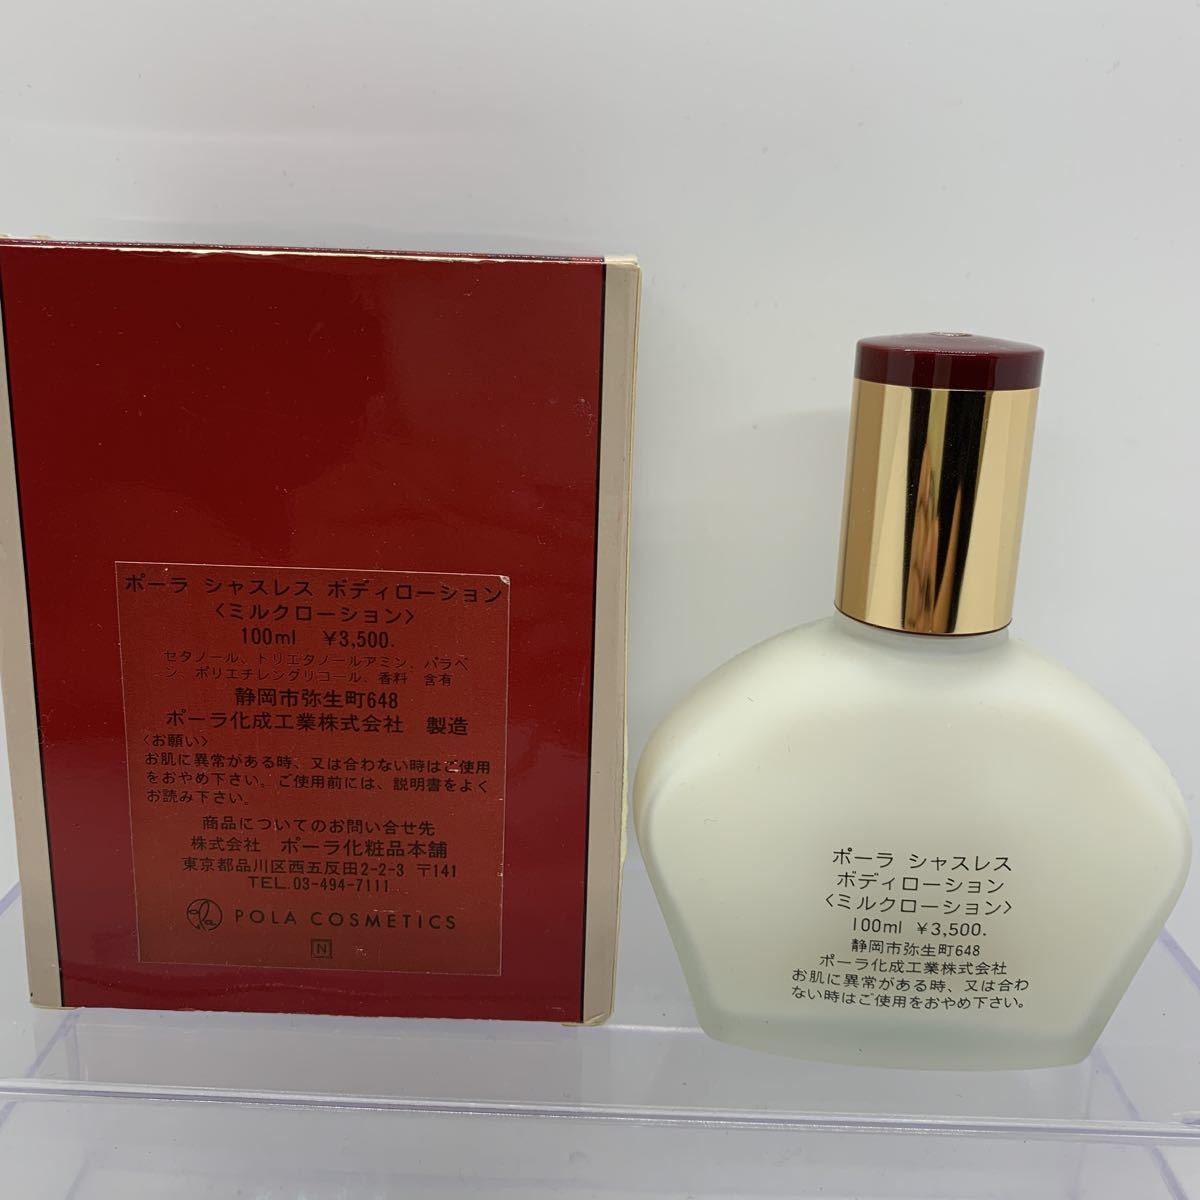 ポーラ シャスレス ボディローション
〈ミルクローション〉
100ml ¥3,500.
セタノール、トリエタノールアミン、パラベ
ン、ポリエチレングリコール、香料 含有
静岡市弥生町648
ポーラ化成工業株式会社 製造
〈お願い〉
お肌に異常がある時、又は合わない時はご使用
をおやめ下さい。ご使用前には、説明書をよく
お読み下さい。
商品についてのお問い合せ先
株式会社 ポーラ化粧品本舗
東京都品川区西五反田2-2-3 〒141
TEL.03-494-7111
POLA COSMETICS
N
ポーラ シャスレス
ボディローション
〈ミルクローション〉
100ml ¥3,500.
静岡市弥生町648
ポーラ化成工業株式会社
お肌に異常がある時、又は合わ
ない時はご使用をおやめ下さい。